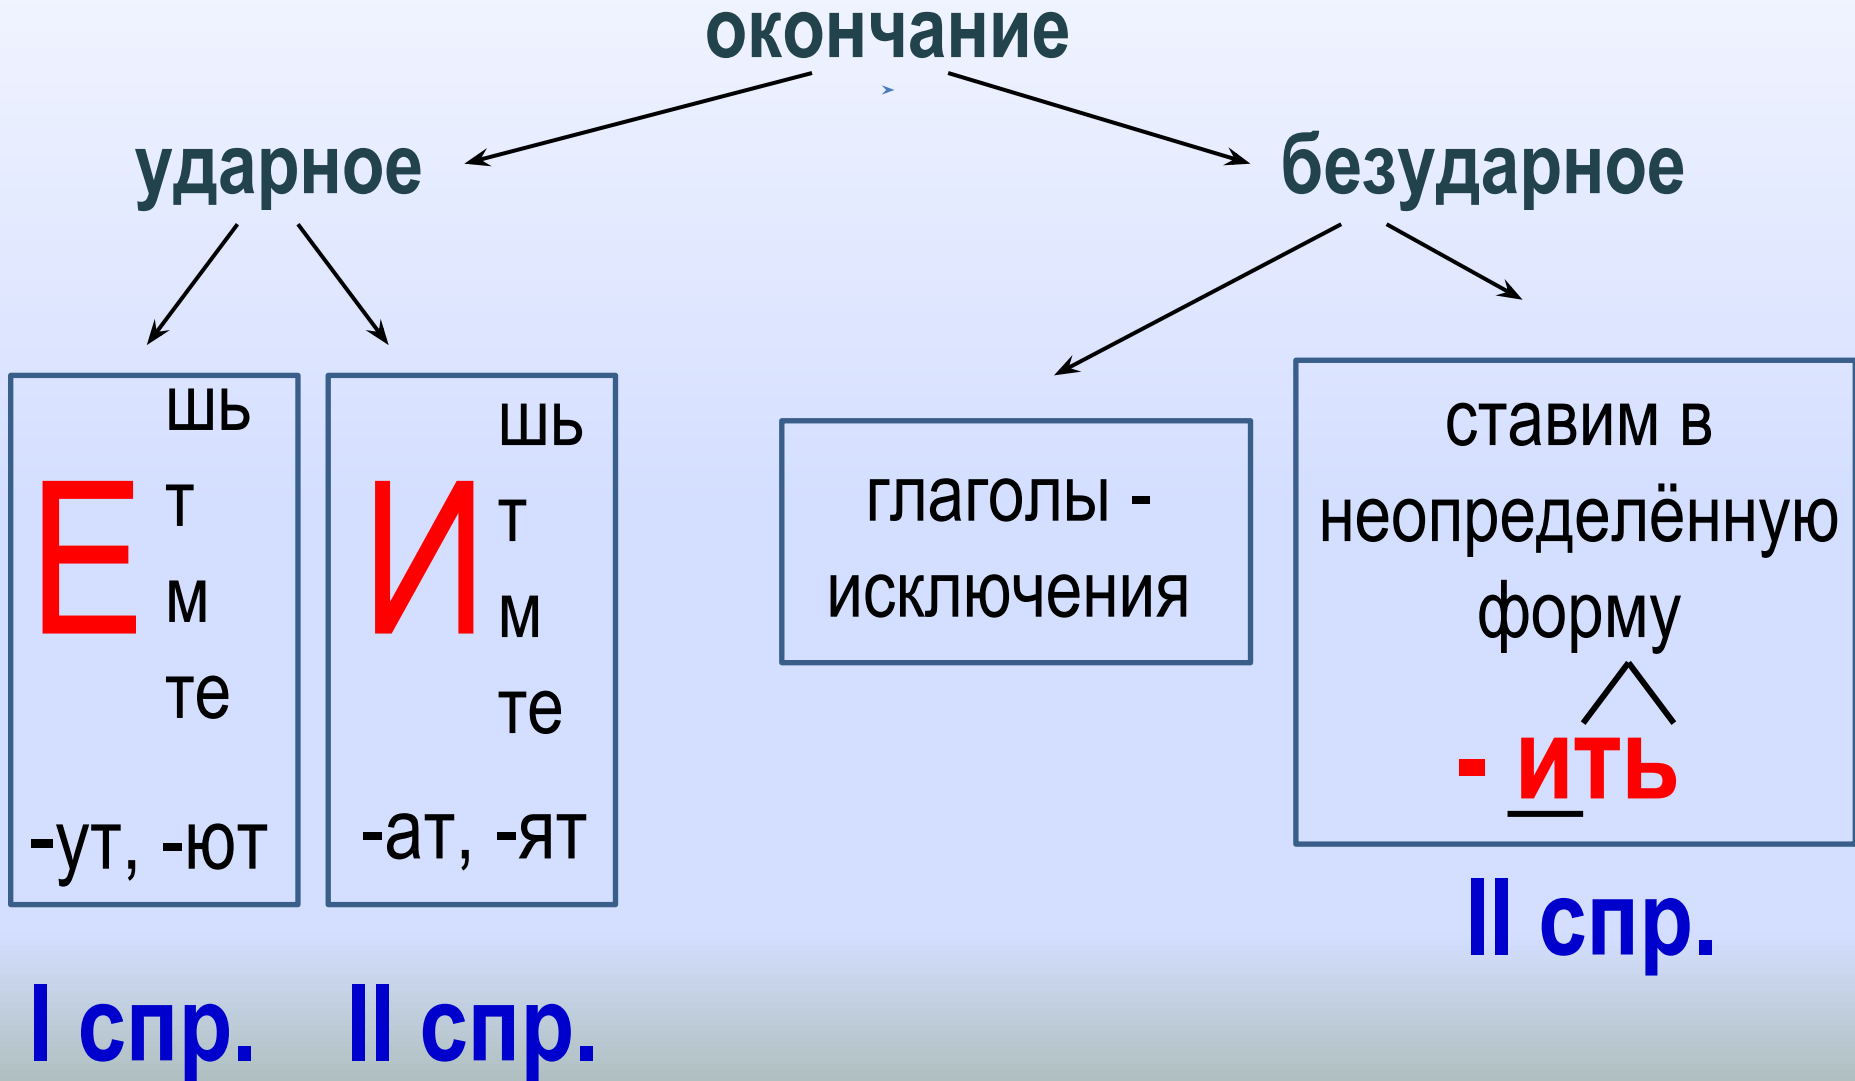 окончание
ударное
безударное
Е
шь
т
м
те
-ут, -ют
I спр.
И
шь
т
м
те
-ат, -ят
II спр.
глаголы -
исключения
ставим в
неопределённую
форму
- ить
II спр.